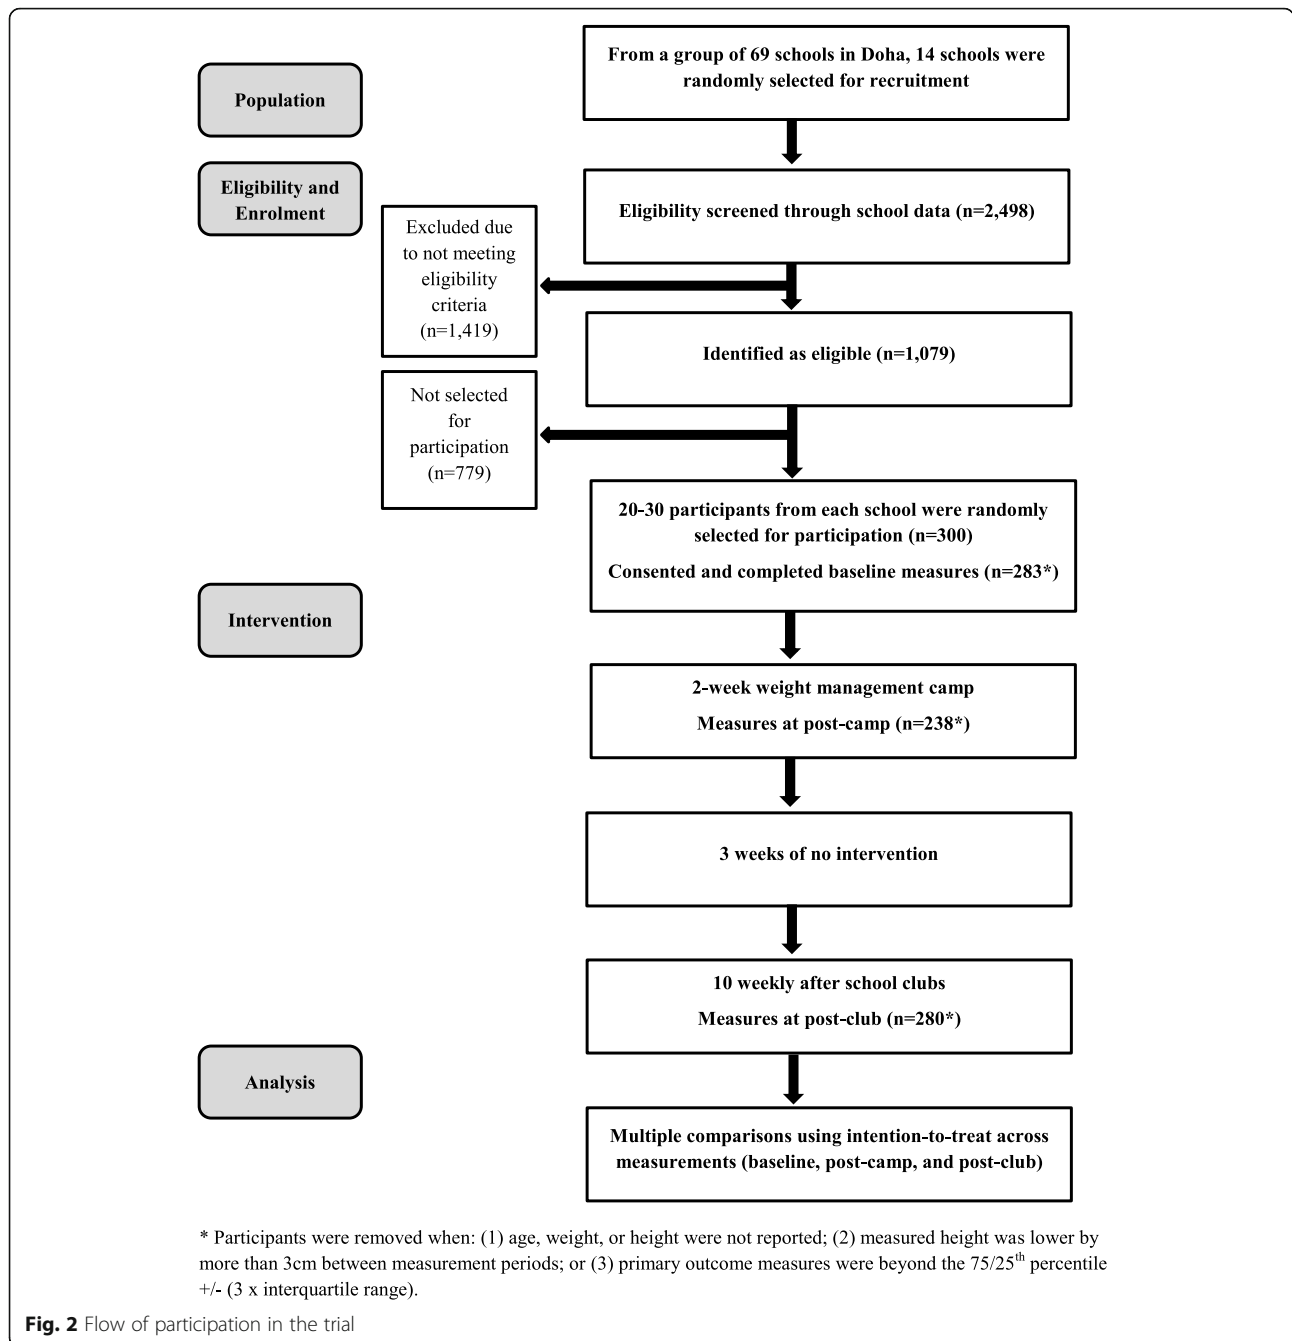 From a group of 69 schools in Doha, 14 schools were
randomly selected for recruitment
Population
Eligibility and
Enrolment
Eligibility screened through school data (n=2,498)
Excluded due
to not meeting
eligibility
criteria
(n=1,419)
Identified as eligible (n=1,079)
Not selected
for
participation
(n=779)
20-30 participants from each school were randomly
selected for participation (n=300)
Consented and completed baseline measures (n=283*)
Intervention
2-week weight management camp
Measures at post-camp (n=238*)
3 weeks of no intervention
10 weekly after school clubs
Measures at post-club (n=280*)
Analysis
Multiple comparisons using intention-to-treat across
measurements (baseline, post-camp, and post-club)
* Participants were removed when: (1) age, weight, or height were not reported; (2) measured height was lower by
more than 3cm between measurement periods; or (3) primary outcome measures were beyond the 75/25th percentile
+/- (3 x interquartile range).
Fig. 2 Flow of participation in the trial